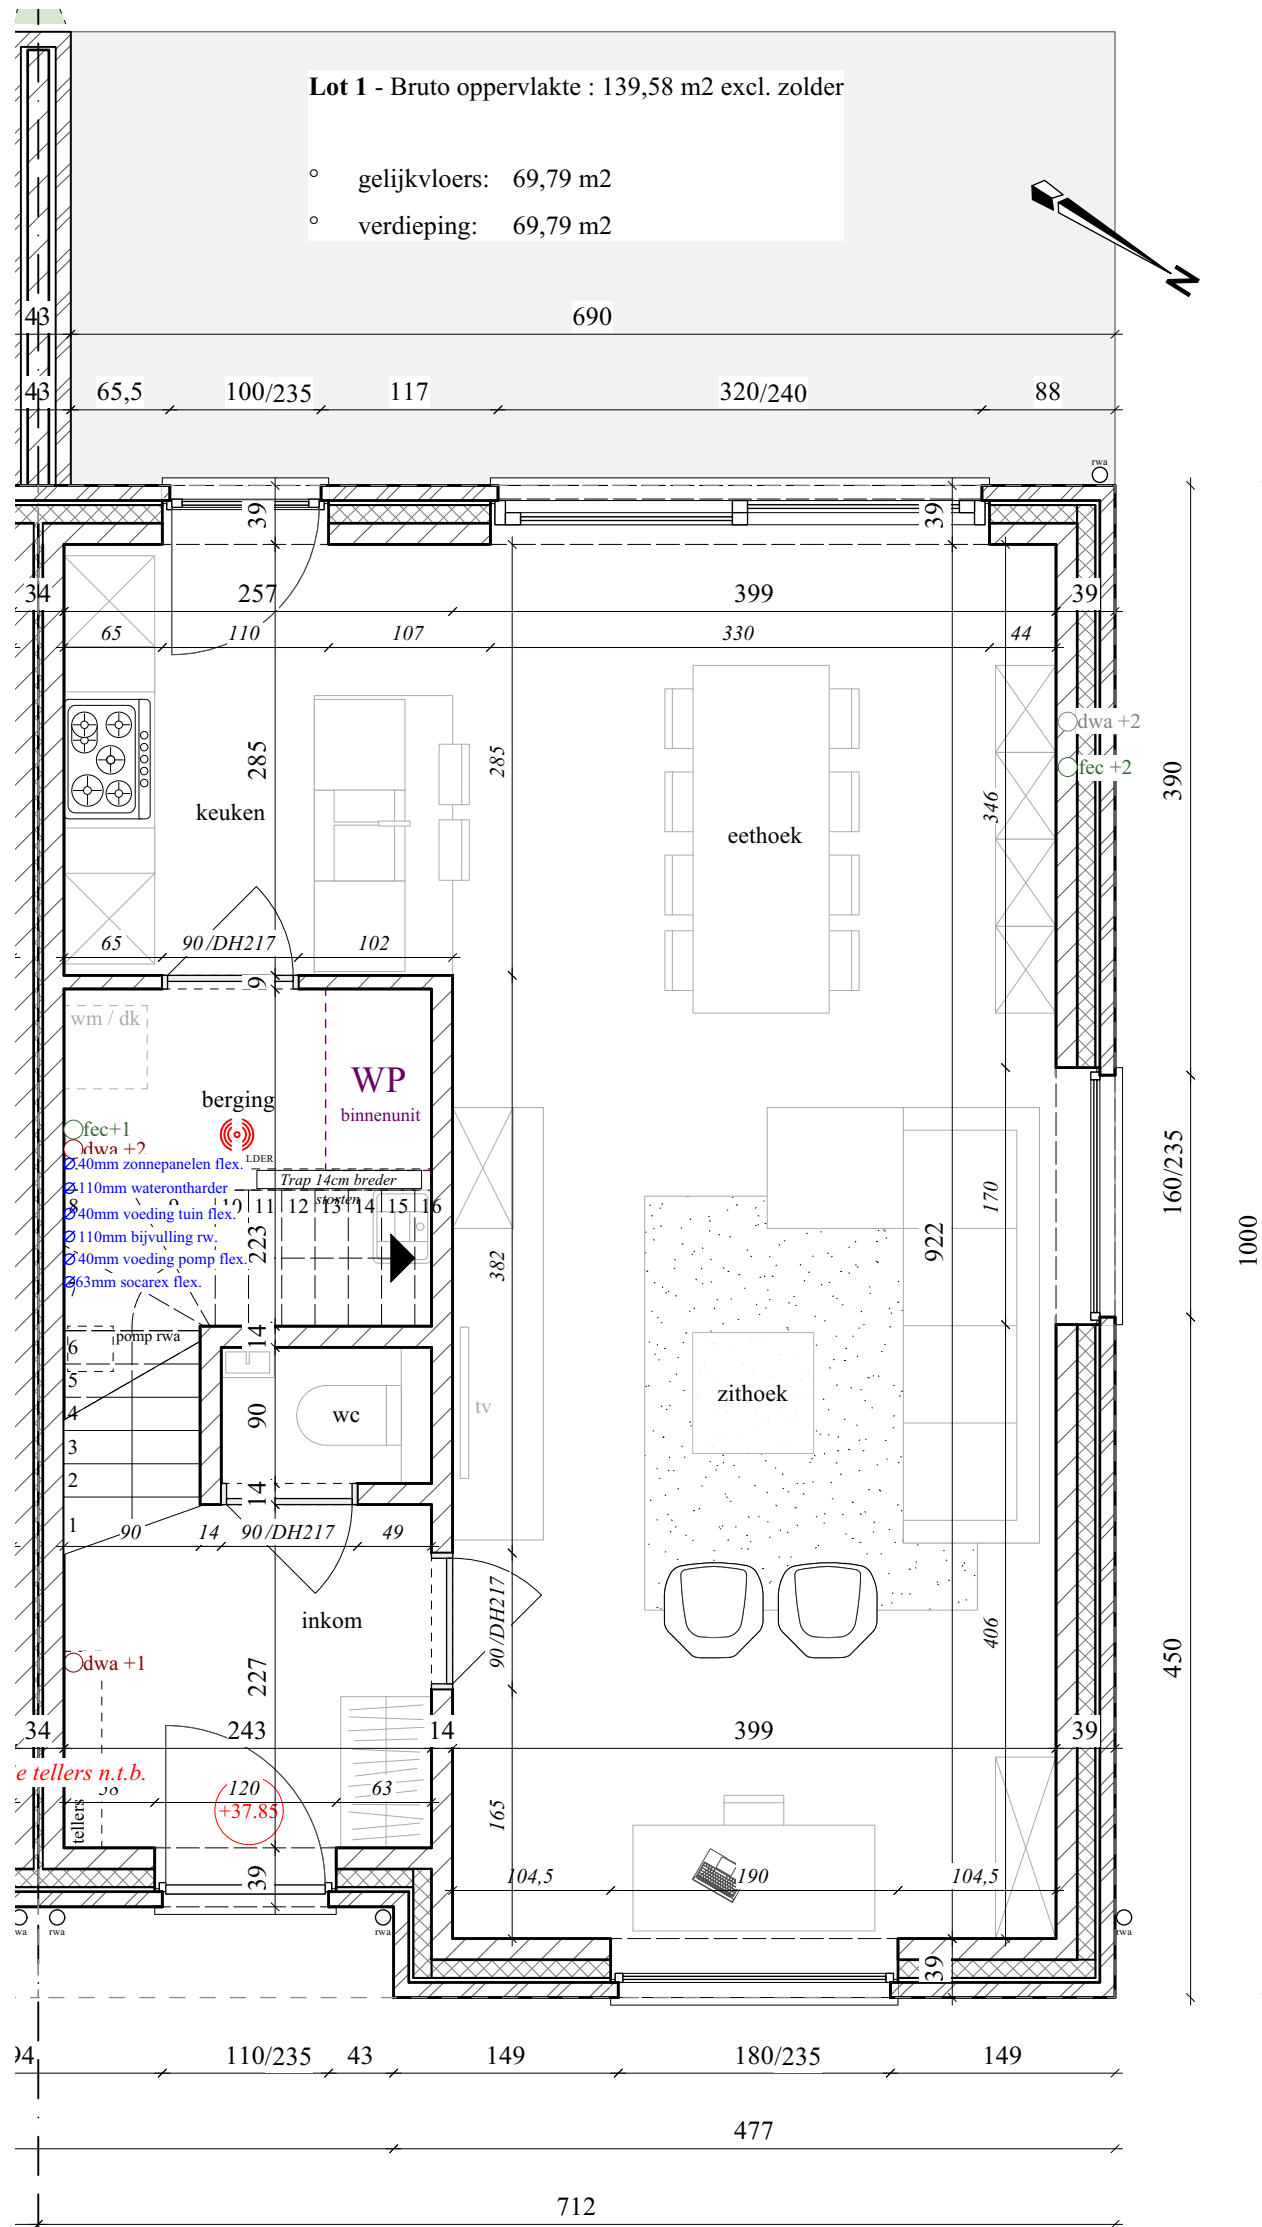 Lot 1 - Bruto oppervlakte : 139,58 m2 excl. zolder
° gelijkvloers: 69,79 m2
° verdieping: 69,79 m2
N
43 690
43 65,5 100/235 117 320/240 88
rwa
39 39
34 257 399 39
65 110 107 330 44
dwa +2
fec +2
285 285 390
346
keuken
eethoek
65 90/DH217 102
9
wm / dk
WP
binnenunit
berging
fec+1
dwa +2
LDER
Ø40mm zonnepanelen flex.
Trap 14cm breder
storten
Ø110mm waterontharder
8 9 10 11 12 13 14 15 16
Ø40mm voeding tuin flex.
Ø110mm bijvulling rw.
Ø40mm voeding pomp flex.
Ø63mm socarex flex.
223 382 922 170 160/235 1000
14
pomp rwa
6
5
4
3
2
1
90
wc
tv
zithoek
14
90 14 90/DH217 49
inkom
90/DH217
406
450
dwa +1
227
34 243 14 399 39
e tellers n.t.b.
120 63
+37.85
tellers
165
39
104,5 190 104,5
rwa rwa rwa
39
94 110/235 43 149 180/235 149
477
712